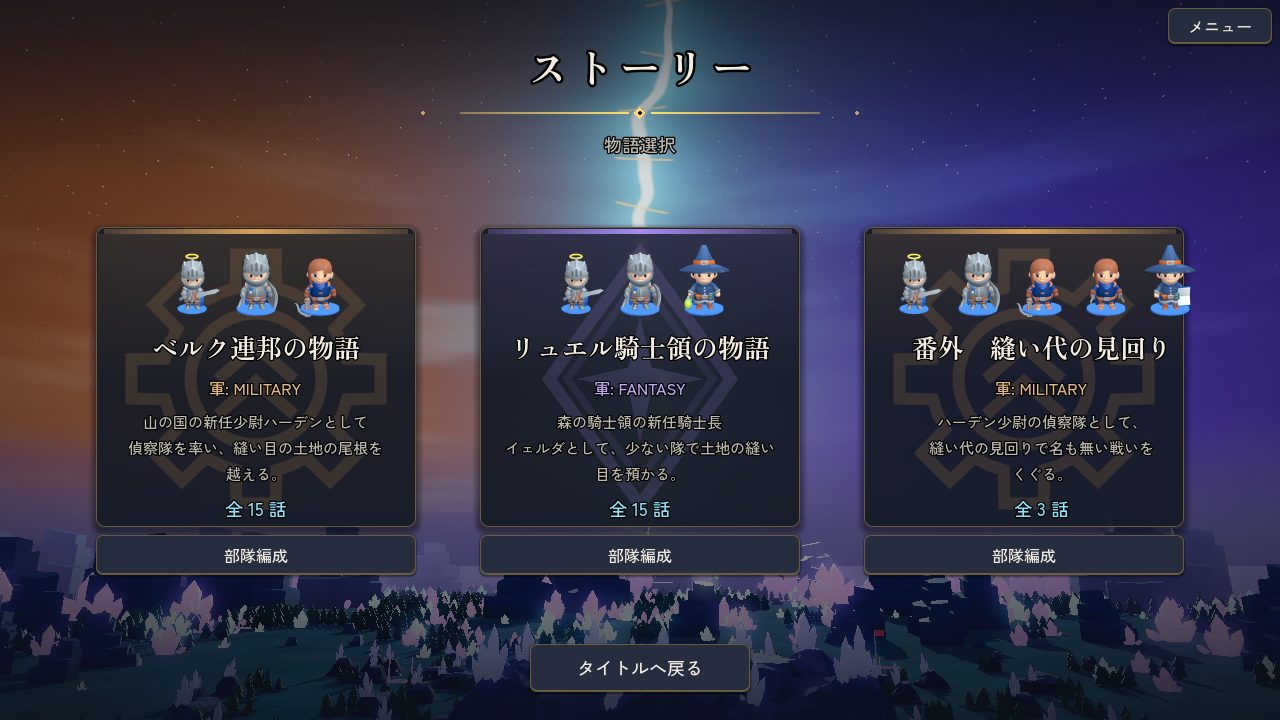 メニュー
ストーリー
物語選択
ベルク連邦の物語
軍: MILITARY
山の国の新任少尉ハーデンとして
偵察隊を率い、縫い目の土地の尾根を
越える。
全 15 話
部隊編成
リュエル騎士領の物語
軍: FANTASY
森の騎士領の新任騎士長
イェルダとして、少ない隊で土地の縫い
目を預かる。
全 15 話
部隊編成
番外　縫い代の見回り
軍: MILITARY
ハーデン少尉の偵察隊として、
縫い代の見回りで名も無い戦いを
くぐる。
全 3 話
部隊編成
タイトルへ戻る